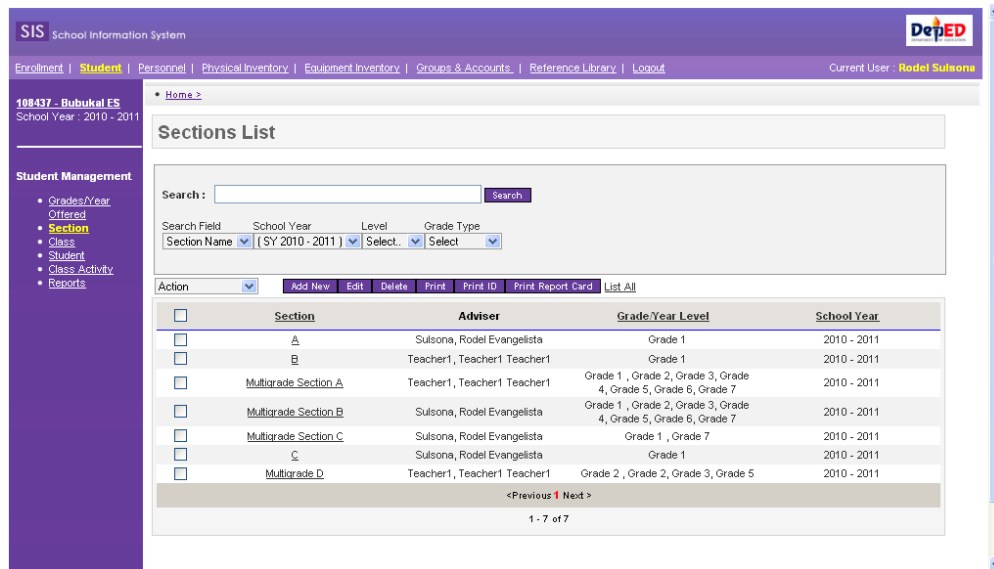 SIS School Information System
DepED
DEPARTMENT OF EDUCATION
Enrollment | Student | Personnel | Physical Inventory | Equipment Inventory | Groups & Accounts | Reference Library | Logout Current User : Rodel Sulsona
108437 - Bubukal ES
School Year : 2010 - 2011
Home >
Sections List
Student Management
Grades/Year Offered
Section
Class
Student
Class Activity
Reports
Search : Search
Search Field School Year Level Grade Type
Section Name ( SY 2010 - 2011 ) Select.. Select
Action Add New Edit Delete Print Print ID Print Report Card List All
Section Adviser Grade/Year Level School Year
A Sulsona, Rodel Evangelista Grade 1 2010 - 2011
B Teacher1, Teacher1 Teacher1 Grade 1 2010 - 2011
Multigrade Section A Teacher1, Teacher1 Teacher1 Grade 1 , Grade 2, Grade 3, Grade 4, Grade 5, Grade 6, Grade 7 2010 - 2011
Multigrade Section B Sulsona, Rodel Evangelista Grade 1 , Grade 2, Grade 3, Grade 4, Grade 5, Grade 6, Grade 7 2010 - 2011
Multigrade Section C Sulsona, Rodel Evangelista Grade 1 , Grade 7 2010 - 2011
C Sulsona, Rodel Evangelista Grade 1 2010 - 2011
Multigrade D Teacher1, Teacher1 Teacher1 Grade 2 , Grade 2, Grade 3, Grade 5 2010 - 2011
<Previous 1 Next >
1 - 7 of 7